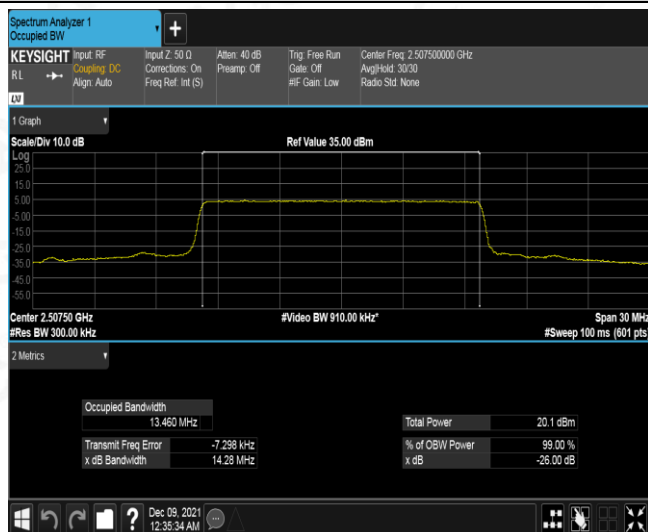 Spectrum Analyzer 1
Occupied BW
+
KEYSIGHT Input: RF Input Z: 50 Ω Atten: 40 dB Trig: Free Run Center Freq: 2.507500000 GHz
RL Coupling: DC Corrections: On Preamp: Off Gate: Off Avg|Hold: 30/30
Align: Auto Freq Ref: Int (S) #IF Gain: Low Radio Std: None
LXI
1 Graph
Scale/Div 10.0 dB Ref Value 35.00 dBm
Log
25.0
15.0
5.00
-5.00
-15.0
-25.0
-35.0
-45.0
-55.0
Center 2.50750 GHz #Video BW 910.00 kHz* Span 30 MHz
#Res BW 300.00 kHz #Sweep 100 ms (601 pts)
2 Metrics
Occupied Bandwidth
13.460 MHz Total Power 20.1 dBm
Transmit Freq Error -7.298 kHz % of OBW Power 99.00 %
x dB Bandwidth 14.28 MHz x dB -26.00 dB
? Dec 09, 2021
12:35:34 AM